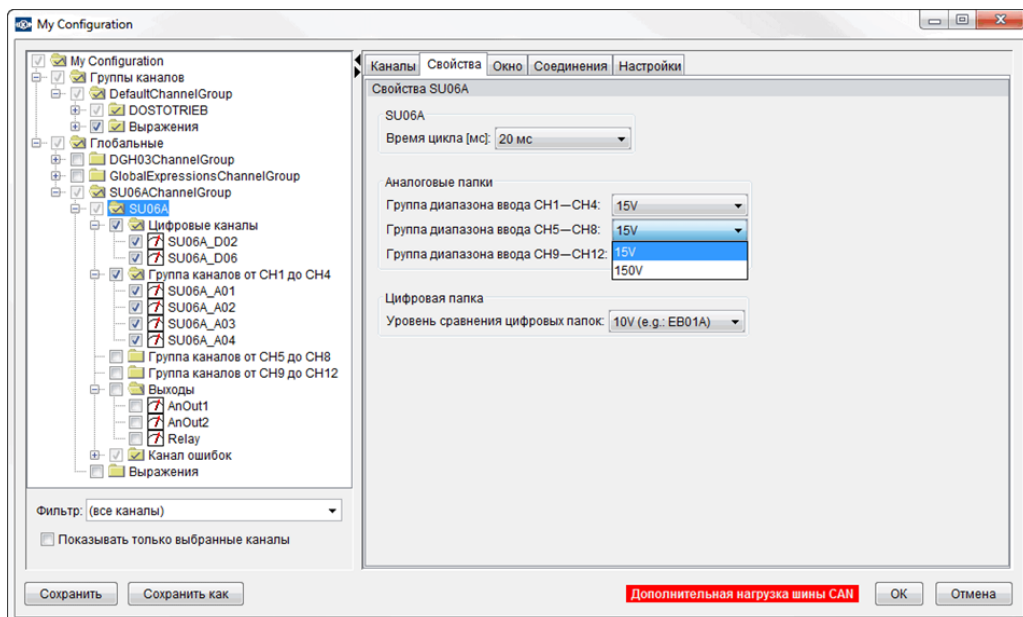 My Configuration
My Configuration
Группы каналов
DefaultChannelGroup
DOSTOTRIEB
Выражения
Глобальные
DGH03ChannelGroup
GlobalExpressionsChannelGroup
SU06AChannelGroup
SU06A
Цифровые каналы
SU06A_D02
SU06A_D06
Группа каналов от CH1 до CH4
SU06A_A01
SU06A_A02
SU06A_A03
SU06A_A04
Группа каналов от CH5 до CH8
Группа каналов от CH9 до CH12
Выходы
AnOut1
AnOut2
Relay
Канал ошибок
Выражения
Фильтр: (все каналы)
Показывать только выбранные каналы
Каналы Свойства Окно Соединения Настройки
Свойства SU06A
SU06A
Время цикла [мс]: 20 мс
Аналоговые папки
Группа диапазона ввода CH1—CH4: 15V
Группа диапазона ввода CH5—CH8: 15V
Группа диапазона ввода CH9—CH12: 15V
150V
Цифровая папка
Уровень сравнения цифровых папок: 10V (e.g.: EB01A)
Сохранить Сохранить как Дополнительная нагрузка шины CAN ОК Отмена